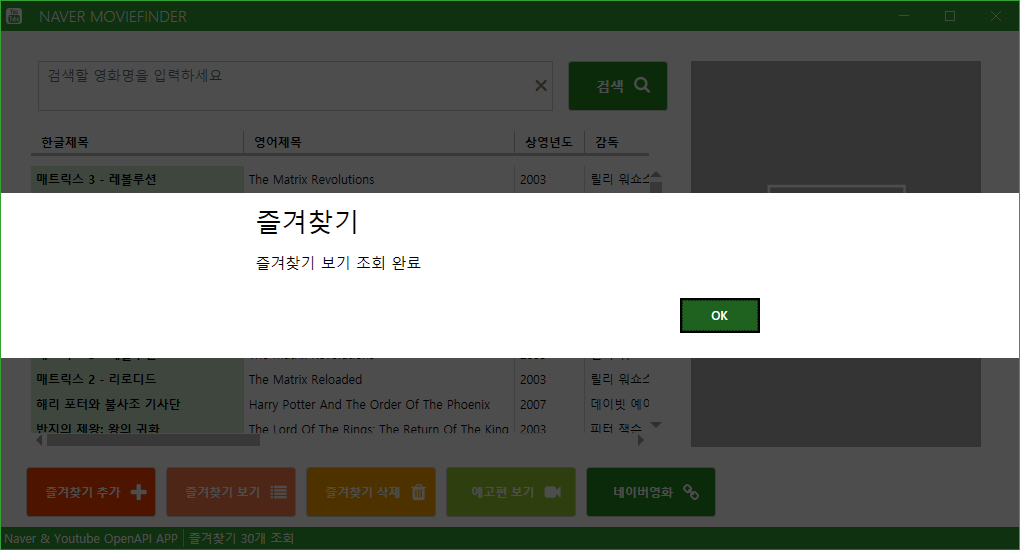 NAVER MOVIEFINDER
검색할 영화명을 입력하세요
검색
한글제목 영어제목 상영년도 감독
매트릭스 3 - 레볼루션 The Matrix Revolutions 2003 릴리 워쇼스
즐겨찾기
즐겨찾기 보기 조회 완료
OK
매트릭스 2 - 리로디드 The Matrix Reloaded 2003 릴리 워쇼스
해리 포터와 불사조 기사단 Harry Potter And The Order Of The Phoenix 2007 데이빗 예이
반지의 제왕: 왕의 귀환 The Lord Of The Rings: The Return Of The King 2003 피터 잭슨
즐겨찾기 추가 즐겨찾기 보기 즐겨찾기 삭제 예고편 보기 네이버영화
Naver & Youtube OpenAPI APP 즐겨찾기 30개 조회